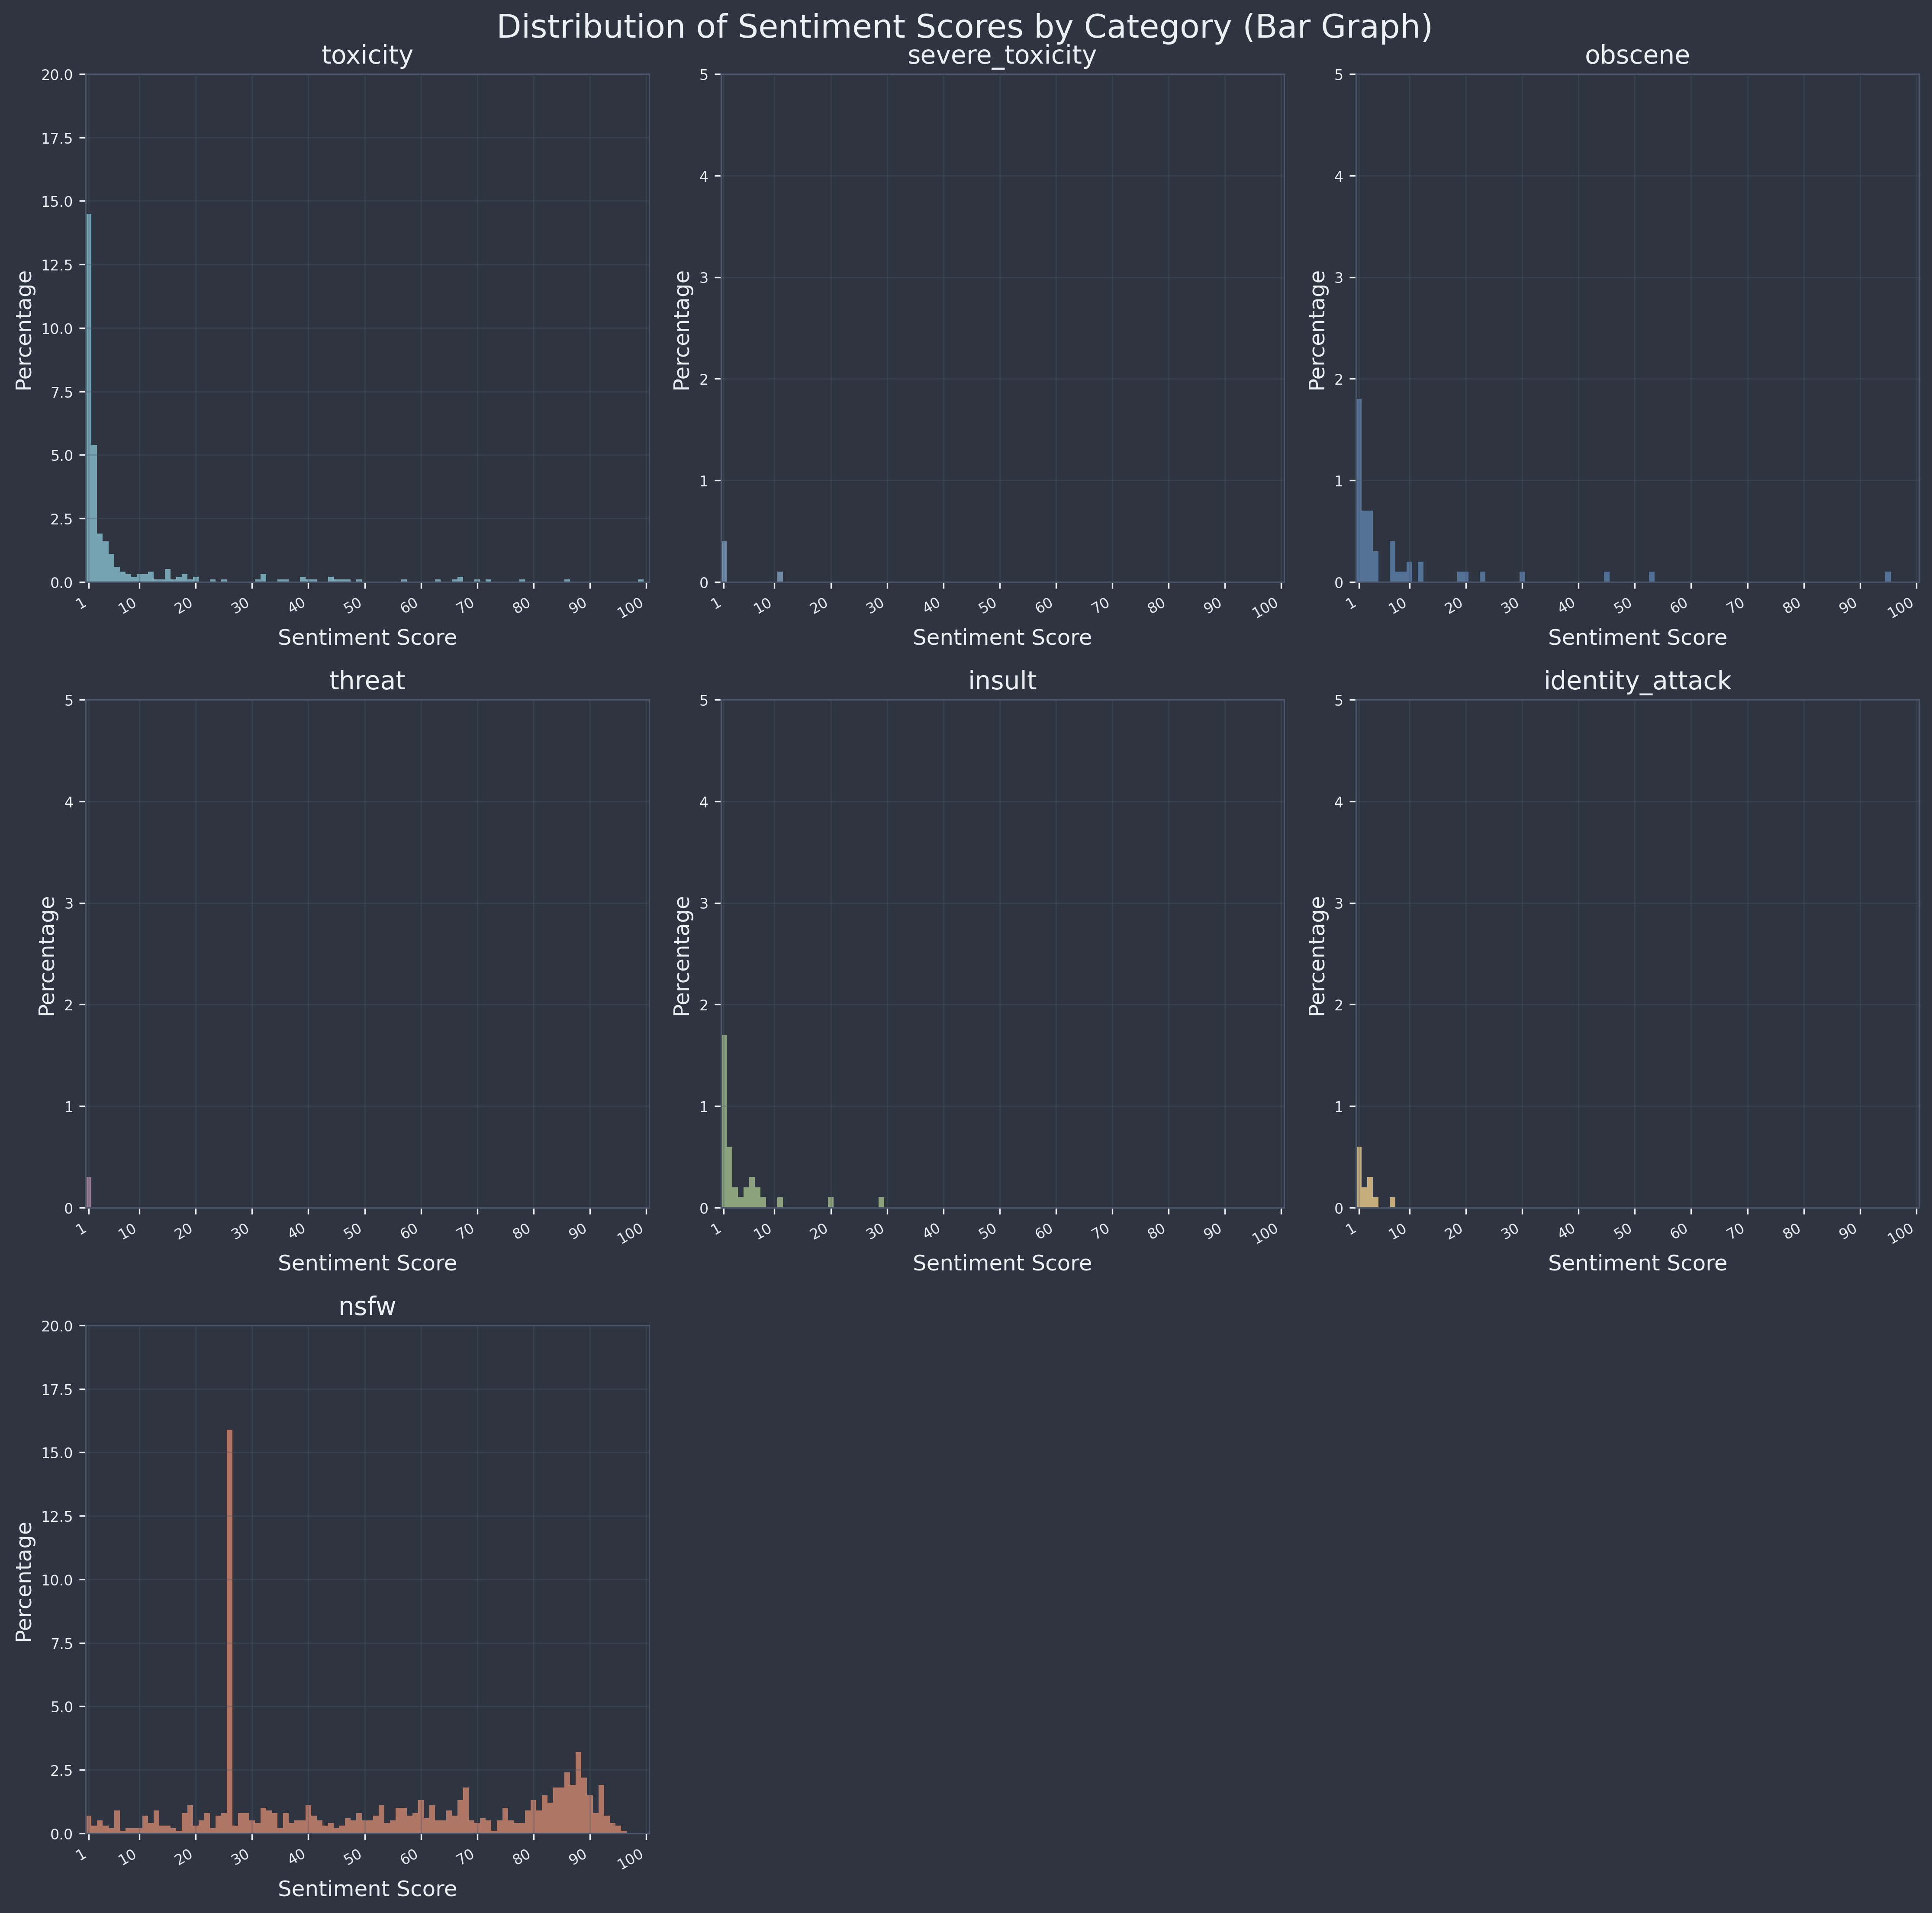 Distribution of Sentiment Scores by Category (Bar Graph)
toxicity
20.0
17.5
15.0
12.5
10.0
7.5
5.0
2.5
0.0
Percentage
1 10 20 30 40 50 60 70 80 90 100
Sentiment Score
severe_toxicity
5
4
3
2
1
0
Percentage
1 10 20 30 40 50 60 70 80 90 100
Sentiment Score
obscene
5
4
3
2
1
0
Percentage
1 10 20 30 40 50 60 70 80 90 100
Sentiment Score
threat
5
4
3
2
1
0
Percentage
1 10 20 30 40 50 60 70 80 90 100
Sentiment Score
insult
5
4
3
2
1
0
Percentage
1 10 20 30 40 50 60 70 80 90 100
Sentiment Score
identity_attack
5
4
3
2
1
0
Percentage
1 10 20 30 40 50 60 70 80 90 100
Sentiment Score
nsfw
20.0
17.5
15.0
12.5
10.0
7.5
5.0
2.5
0.0
Percentage
1 10 20 30 40 50 60 70 80 90 100
Sentiment Score